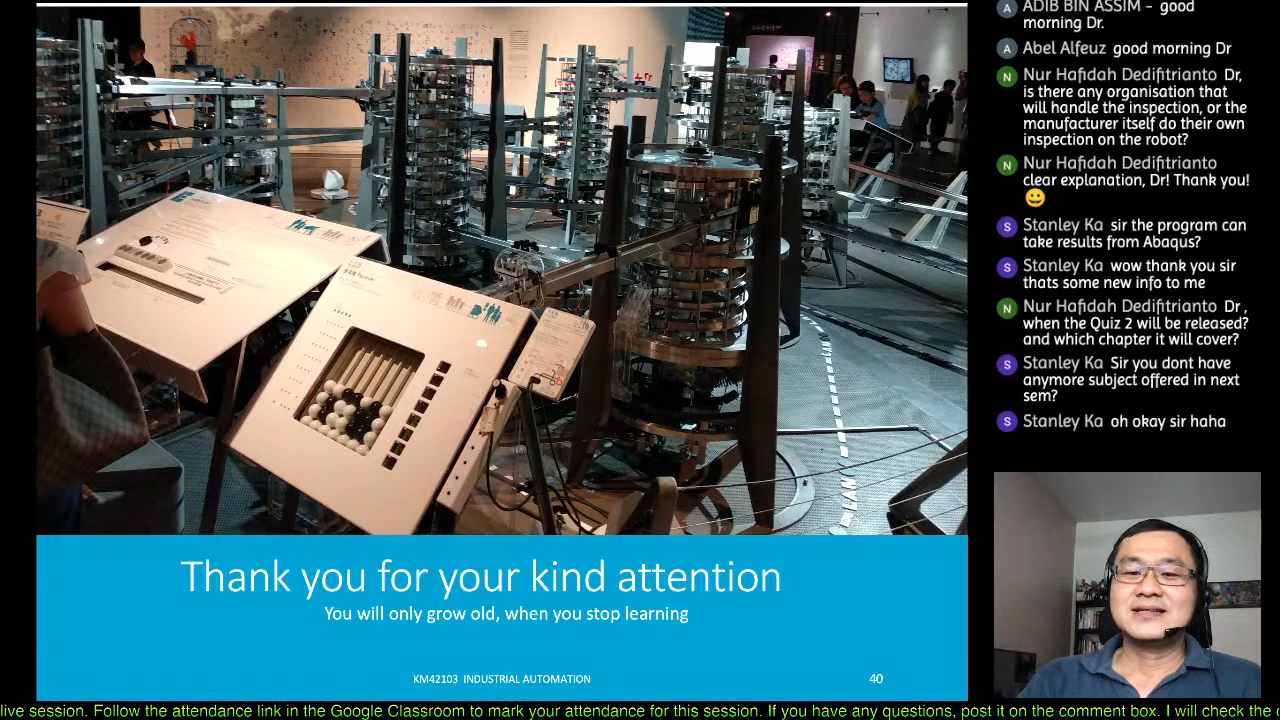 Thank you for your kind attention
You will only grow old, when you stop learning
KM42103 INDUSTRIAL AUTOMATION
40
ADIB BIN ASSIM - good
morning Dr.
Abel Alfeuz good morning Dr
Nur Hafidah Dedifitrianto Dr,
is there any organisation that
will handle the inspection, or the
manufacturer itself do their own
inspection on the robot?
Nur Hafidah Dedifitrianto
clear explanation, Dr! Thank you!
😀
Stanley Ka sir the program can
take results from Abaqus?
Stanley Ka wow thank you sir
thats some new info to me
Nur Hafidah Dedifitrianto Dr ,
when the Quiz 2 will be released?
and which chapter it will cover?
Stanley Ka Sir you dont have
anymore subject offered in next
sem?
Stanley Ka oh okay sir haha
live session. Follow the attendance link in the Google Classroom to mark your attendance for this session. If you have any questions, post it on the comment box. I will check the